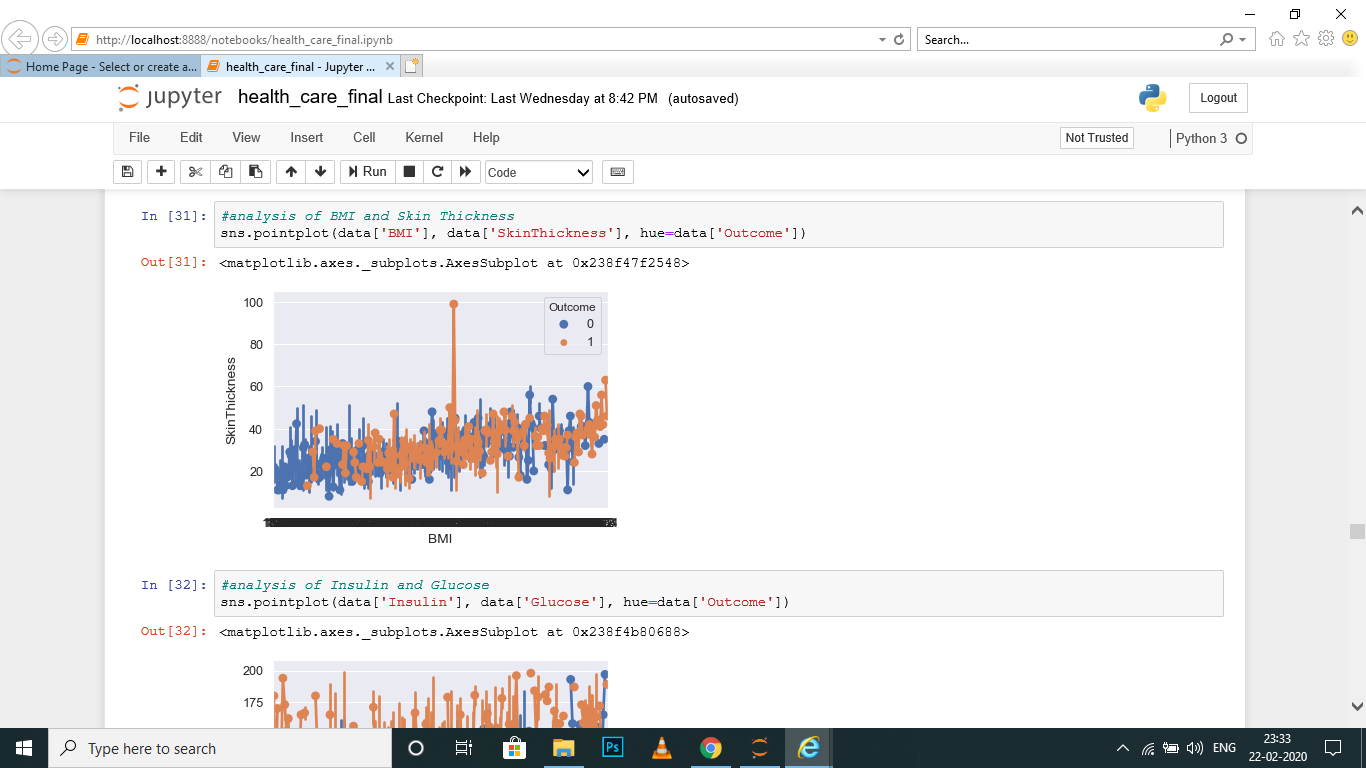 http://localhost:8888/notebooks/health_care_final.ipynb
Search...
Home Page - Select or create a...
health_care_final - Jupyter ...
jupyter health_care_final Last Checkpoint: Last Wednesday at 8:42 PM (autosaved)
Logout
File Edit View Insert Cell Kernel Help
Not Trusted
Python 3
Run
Code
In [31]:
#analysis of BMI and Skin Thickness
sns.pointplot(data['BMI'], data['SkinThickness'], hue=data['Outcome'])
Out[31]: <matplotlib.axes._subplots.AxesSubplot at 0x238f47f2548>
100
80
60
40
20
SkinThickness
Outcome
0
1
BMI
In [32]:
#analysis of Insulin and Glucose
sns.pointplot(data['Insulin'], data['Glucose'], hue=data['Outcome'])
Out[32]: <matplotlib.axes._subplots.AxesSubplot at 0x238f4b80688>
200
175
Type here to search
Ps
ENG
23:33
22-02-2020